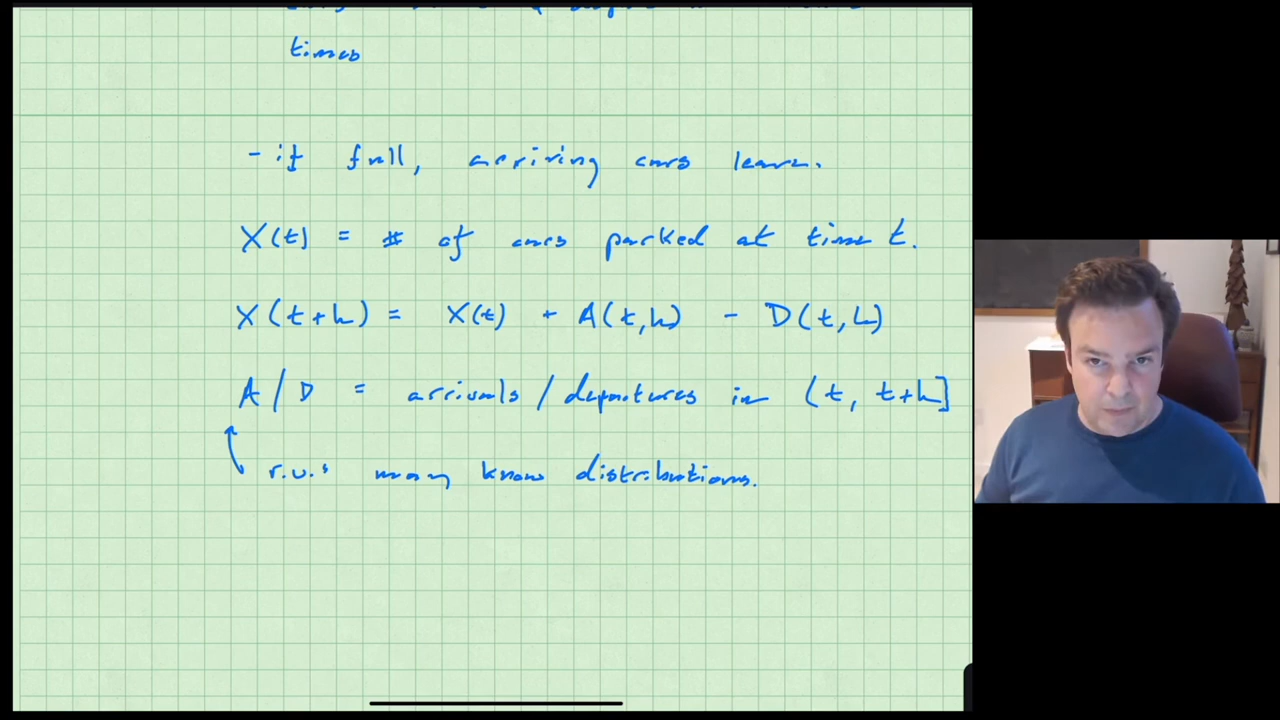 times
- if full, arriving cars leave.
X(t) = # of cars parked at time t.
X(t+h) = X(t) + A(t,h) - D(t,h)
A/D = arrivals/departures in (t, t+h]
r.v.s may know distributions.